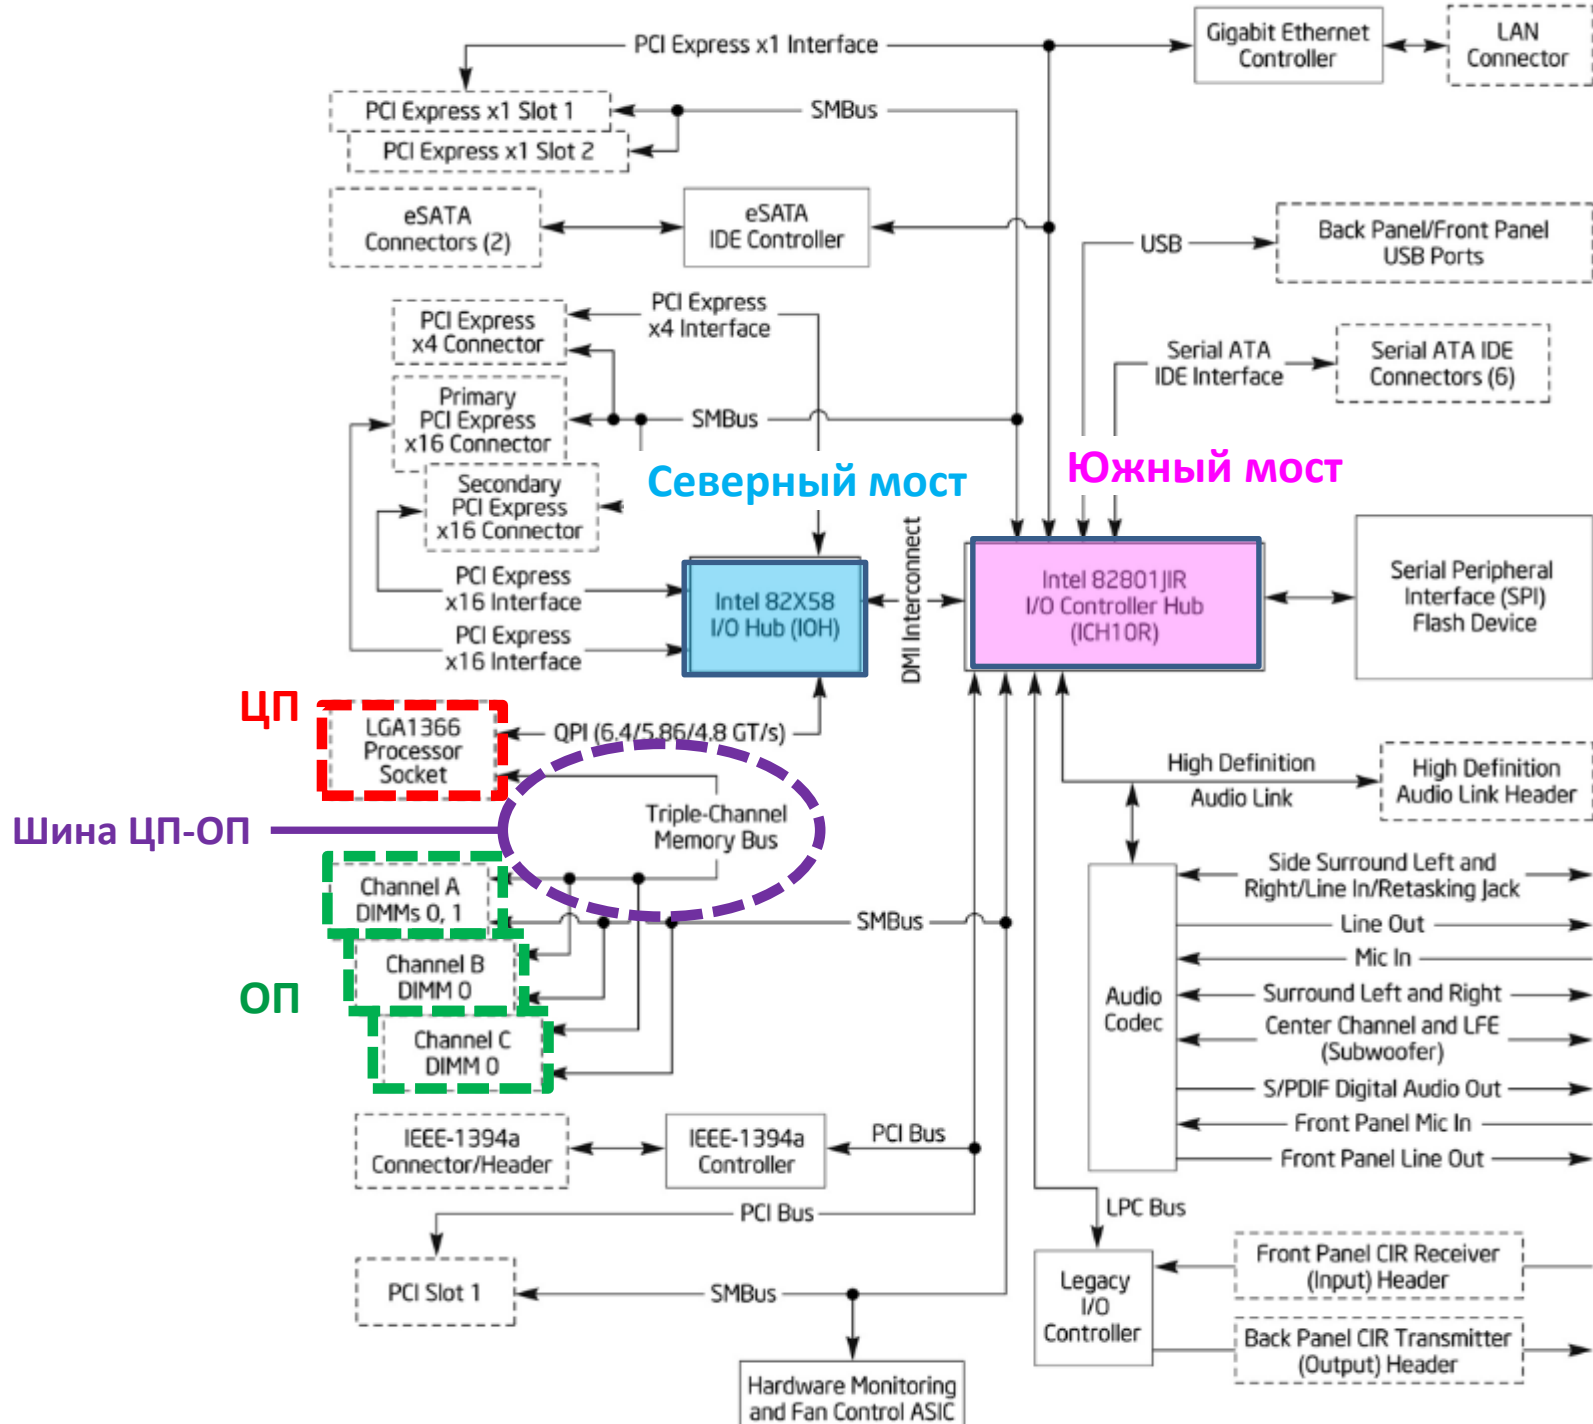 PCI Express x1 Interface
Gigabit Ethernet
Controller
LAN
Connector
PCI Express x1 Slot 1
SMBus
PCI Express x1 Slot 2
eSATA
Connectors (2)
eSATA
IDE Controller
USB
Back Panel/Front Panel
USB Ports
PCI Express
x4 Connector
PCI Express
x4 Interface
Serial ATA
IDE Interface
Serial ATA IDE
Connectors (6)
Primary
PCI Express
x16 Connector
SMBus
Северный мост
Южный мост
Secondary
PCI Express
x16 Connector
PCI Express
x16 Interface
PCI Express
x16 Interface
Intel 82X58
I/O Hub (IOH)
DMI Interconnect
Intel 82801JIR
I/O Controller Hub
(ICH10R)
Serial Peripheral
Interface (SPI)
Flash Device
ЦП
LGA1366
Processor
Socket
QPI (6.4/5.86/4.8 GT/s)
High Definition
Audio Link
High Definition
Audio Link Header
Шина ЦП-ОП
Triple-Channel
Memory Bus
Channel A
DIMMs 0, 1
SMBus
Channel B
DIMM 0
ОП
Channel C
DIMM 0
Audio
Codec
Side Surround Left and
Right/Line In/Retasking Jack
Line Out
Mic In
Surround Left and Right
Center Channel and LFE
(Subwoofer)
S/PDIF Digital Audio Out
Front Panel Mic In
Front Panel Line Out
IEEE-1394a
Connector/Header
IEEE-1394a
Controller
PCI Bus
PCI Bus
LPC Bus
PCI Slot 1
SMBus
Legacy
I/O
Controller
Front Panel CIR Receiver
(Input) Header
Back Panel CIR Transmitter
(Output) Header
Hardware Monitoring
and Fan Control ASIC